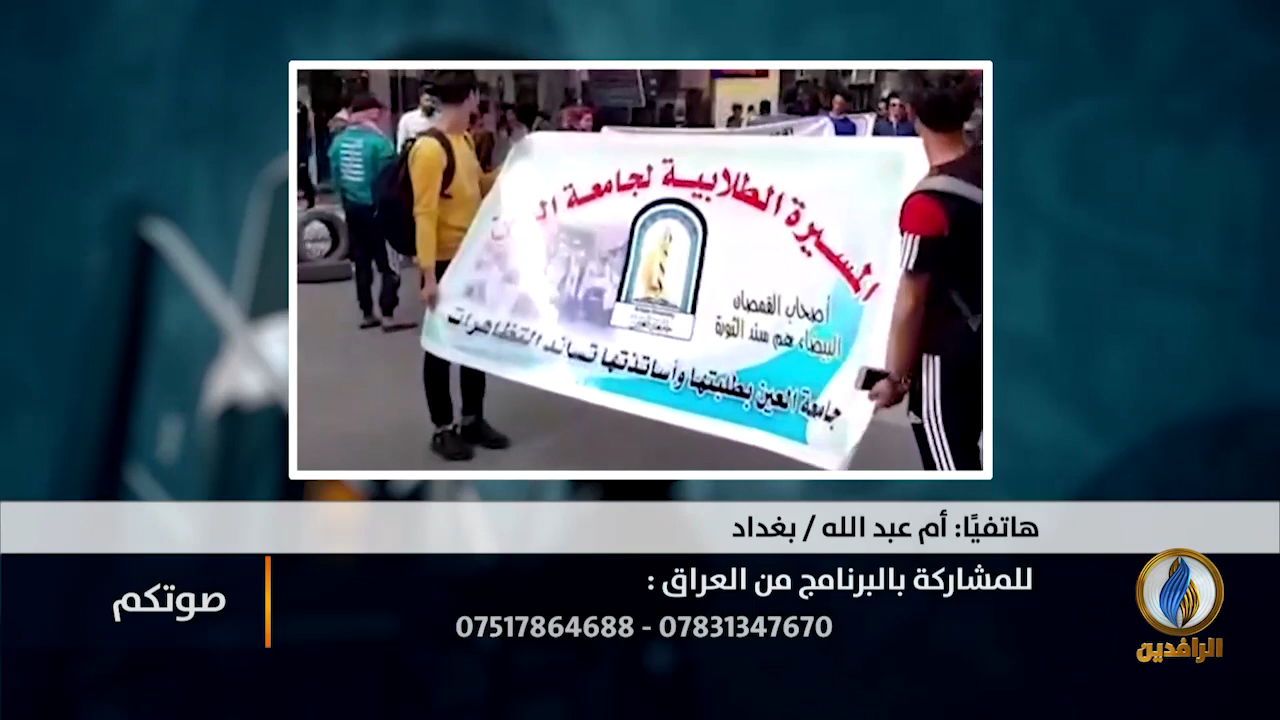 المسيرة الطلابية لجامعة
أصحاب القمصان
البيضاء هم سند الثورة
جامعة العين بطلبتها وأساتذتها تساند التظاهرات
هاتفيًا: أم عبد الله / بغداد
للمشاركة بالبرنامج من العراق :
07517864688 - 07831347670
صوتكم
الرافدين